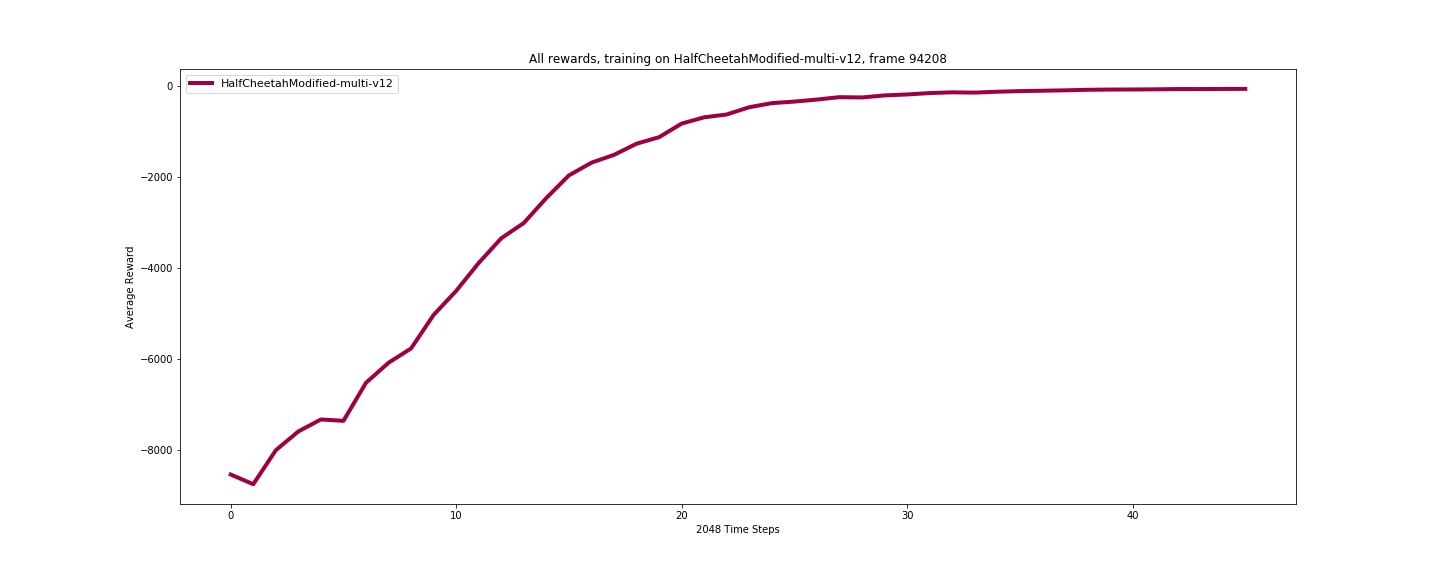 All rewards, training on HalfCheetahModified-multi-v12, frame 94208
HalfCheetahModified-multi-v12
0
−2000
−4000
−6000
−8000
Average Reward
0 10 20 30 40
2048 Time Steps